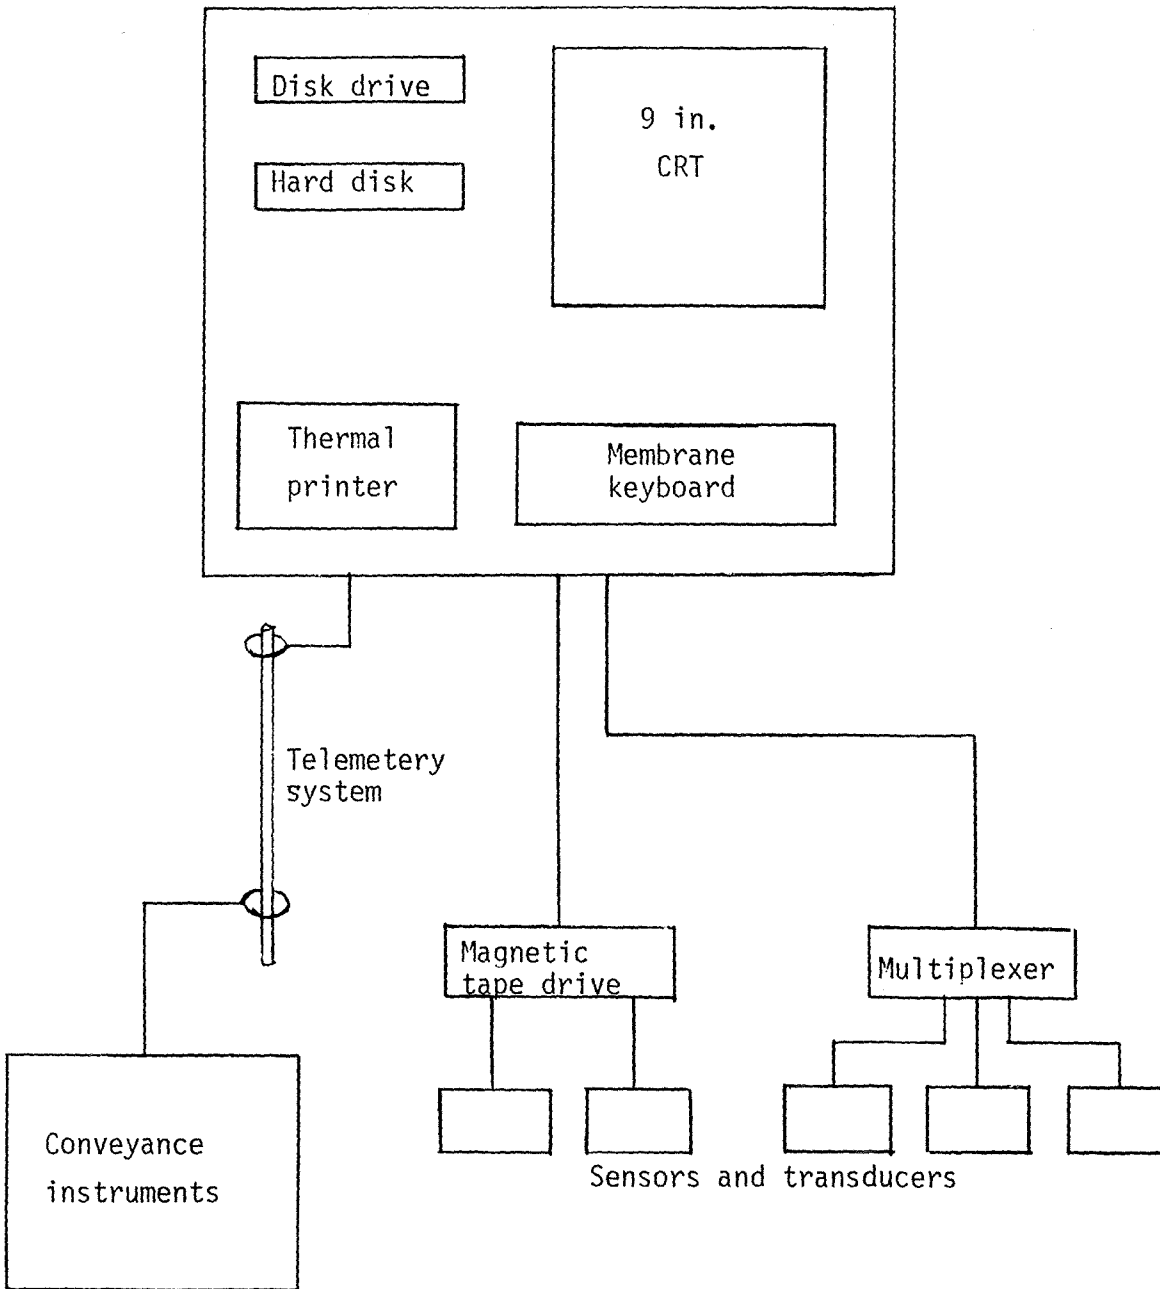 Disk drive
9 in.
CRT
Hard disk
Thermal
printer
Membrane
keyboard
Telemetery
system
Magnetic
tape drive
Multiplexer
Conveyance
instruments
Sensors and transducers